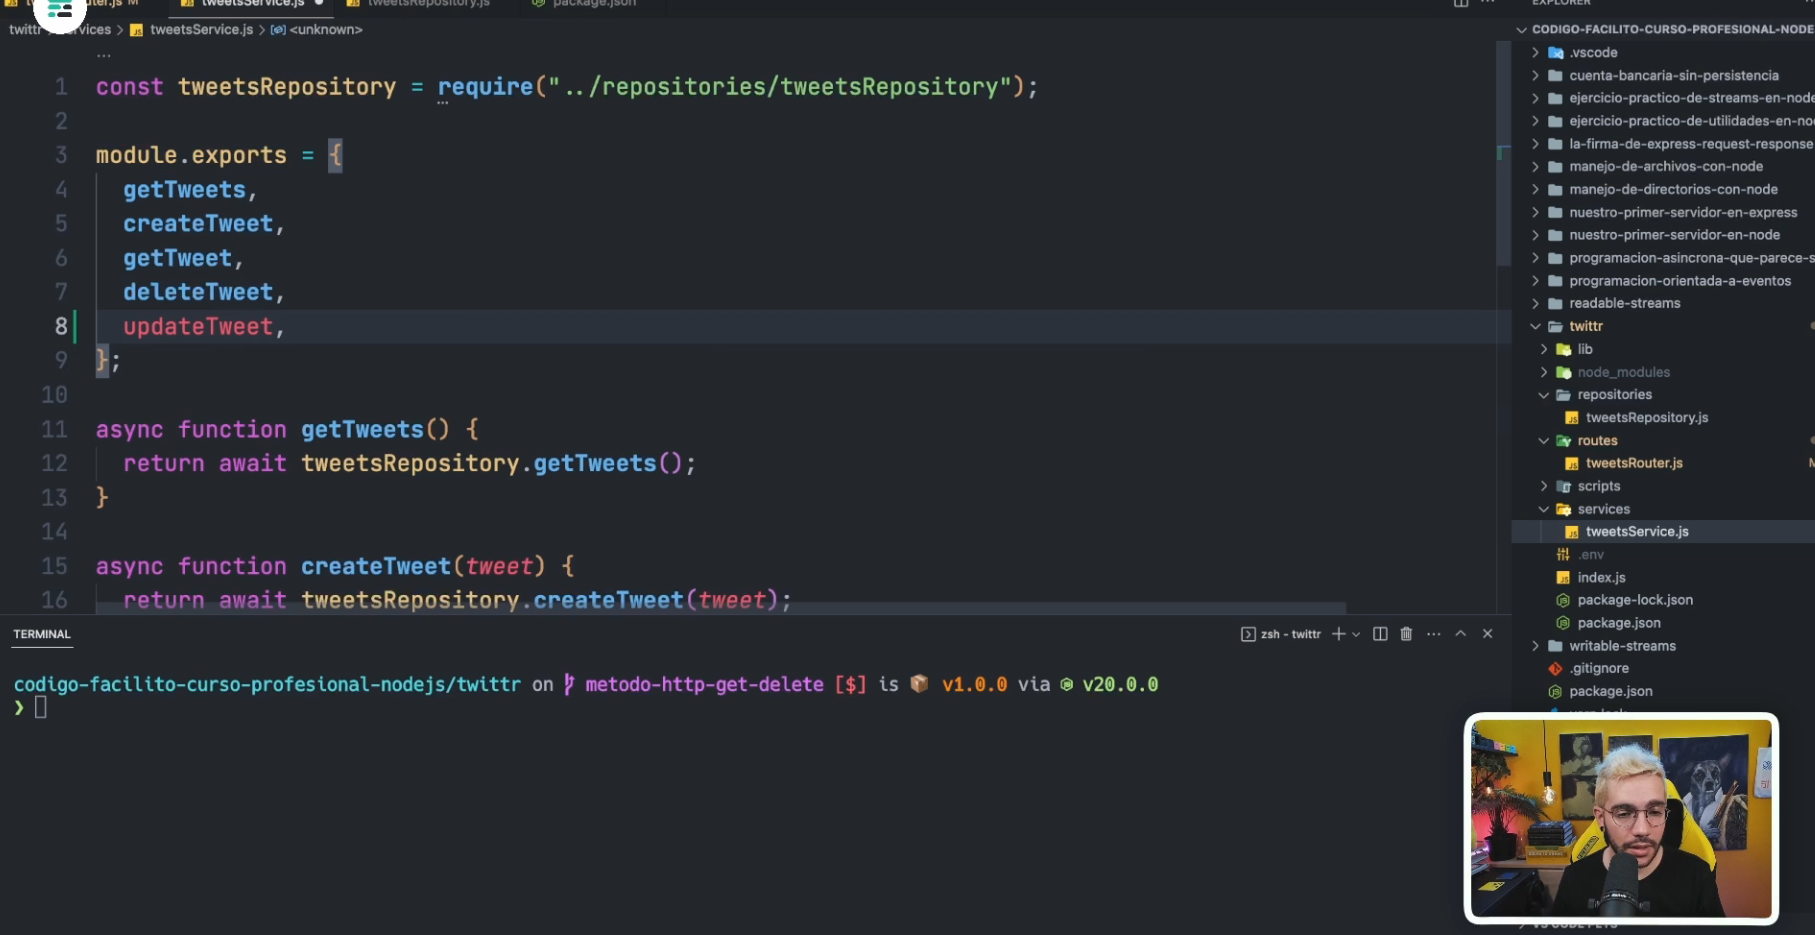 tweetsService.js
tweetsRepository.js
package.json
EXPLORER
twittr
tweetsService.js
<unknown>
CODIGO-FACILITO-CURSO-PROFESIONAL-NODE
...
1 const tweetsRepository = require("../repositories/tweetsRepository");
2
3 module.exports = {
4 getTweets,
5 createTweet,
6 getTweet,
7 deleteTweet,
8 updateTweet,
9 };
10
11 async function getTweets() {
12 return await tweetsRepository.getTweets();
13 }
14
15 async function createTweet(tweet) {
16 return await tweetsRepository.createTweet(tweet);
.vscode
cuenta-bancaria-sin-persistencia
ejercicio-practico-de-streams-en-node
ejercicio-practico-de-utilidades-en-no
la-firma-de-express-request-response
manejo-de-archivos-con-node
manejo-de-directorios-con-node
nuestro-primer-servidor-en-express
nuestro-primer-servidor-en-node
programacion-asincrona-que-parece-s
programacion-orientada-a-eventos
readable-streams
twittr
lib
node_modules
repositories
tweetsRepository.js
routes
tweetsRouter.js
scripts
services
tweetsService.js
.env
index.js
package-lock.json
package.json
writable-streams
.gitignore
package.json
TERMINAL
zsh - twittr
codigo-facilito-curso-profesional-nodejs/twittr on metodo-http-get-delete [$] is 📦 v1.0.0 via v20.0.0
❯